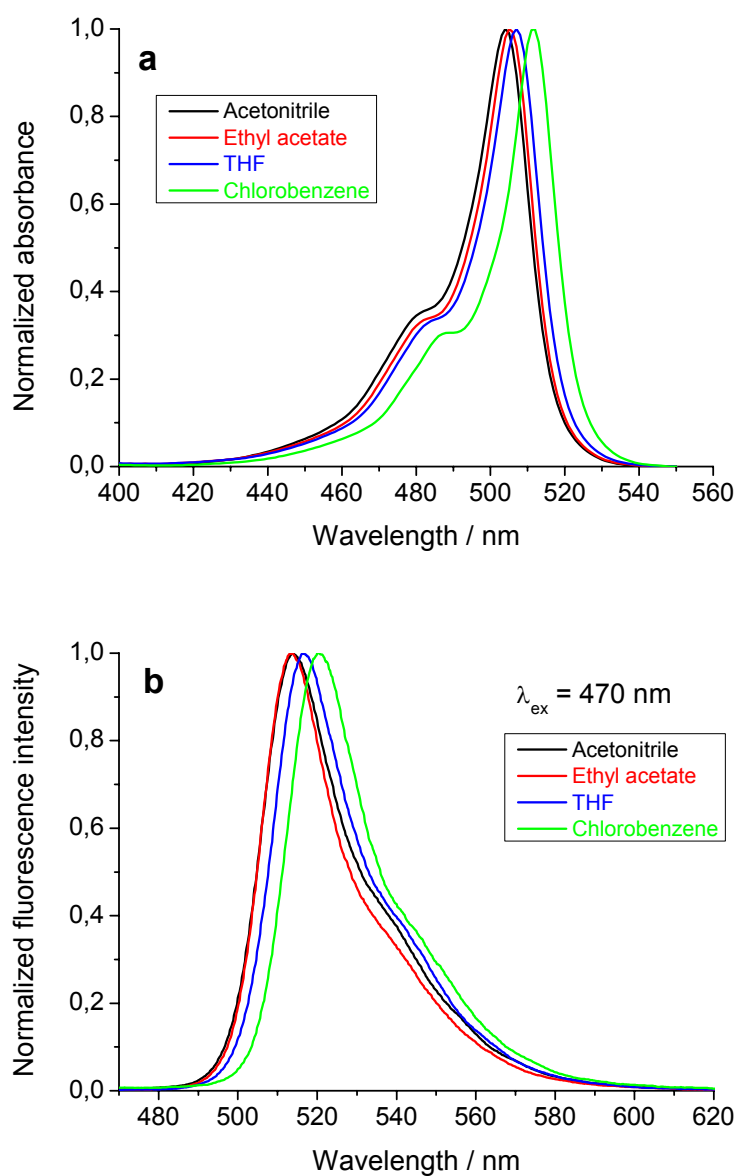 a
Acetonitrile
Ethyl acetate
THF
Chlorobenzene
Normalized absorbance
1,0
0,8
0,6
0,4
0,2
0,0
400 420 440 460 480 500 520 540 560
Wavelength / nm
b
λex = 470 nm
Acetonitrile
Ethyl acetate
THF
Chlorobenzene
Normalized fluorescence intensity
1,0
0,8
0,6
0,4
0,2
0,0
480 500 520 540 560 580 600 620
Wavelength / nm